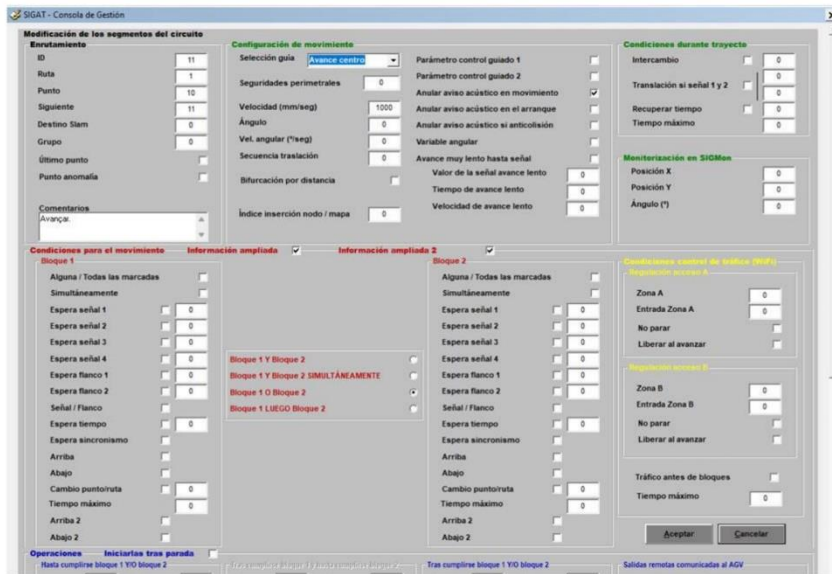 SIGAT - Consola de Gestión
Modificación de los segmentos del circuito
Enrutamiento
ID 11
Ruta 1
Punto 10
Siguiente 11
Destino Slam 0
Grupo 0
Último punto
Punto anomalía
Comentarios
Avançar.
Configuración de movimiento
Selección guía Avance centro
Seguridades perimetrales 0
Velocidad (mm/seg) 1000
Ángulo 0
Vel. angular (º/seg) 0
Secuencia traslación 0
Bifurcación por distancia
Índice inserción nodo / mapa 0
Parámetro control guiado 1
Parámetro control guiado 2
Anular aviso acústico en movimiento
Anular aviso acústico en el arranque
Anular aviso acústico si anticolisión
Variable angular
Avance muy lento hasta señal
Valor de la señal avance lento 0
Tiempo de avance lento 0
Velocidad de avance lento 0
Condiciones durante trayecto
Intercambio 0
Translación si señal 1 y 2 0
0
Recuperar tiempo 0
Tiempo máximo 0
Monitorización en SIGMon
Posición X 0
Posición Y 0
Ángulo (º) 0
Condiciones para el movimiento Información ampliada Información ampliada 2
Bloque 1
Alguna / Todas las marcadas
Simultáneamente
Espera señal 1 0
Espera señal 2 0
Espera señal 3 0
Espera señal 4 0
Espera flanco 1 0
Espera flanco 2 0
Señal / Flanco
Espera tiempo 0
Espera sincronismo
Arriba
Abajo
Cambio punto/ruta 0
Tiempo máximo 0
Arriba 2
Abajo 2
Bloque 1 Y Bloque 2
Bloque 1 Y Bloque 2 SIMULTÁNEAMENTE
Bloque 1 O Bloque 2
Bloque 1 LUEGO Bloque 2
Bloque 2
Alguna / Todas las marcadas
Simultáneamente
Espera señal 1 0
Espera señal 2 0
Espera señal 3 0
Espera señal 4 0
Espera flanco 1 0
Espera flanco 2 0
Señal / Flanco
Espera tiempo 0
Espera sincronismo
Arriba
Abajo
Cambio punto/ruta 0
Tiempo máximo 0
Arriba 2
Abajo 2
Condiciones control de tráfico (WiFi)
Regulación acceso A
Zona A 0
Entrada Zona A 0
No parar
Liberar al avanzar
Regulación acceso B
Zona B 0
Entrada Zona B 0
No parar
Liberar al avanzar
Tráfico antes de bloques
Tiempo máximo 0
Aceptar Cancelar
Operaciones Iniciarlas tras parada
Hasta cumplirse bloque 1 Y/O bloque 2
Tras cumplirse bloque 1 y hasta cumplirse bloque 2
Tras cumplirse bloque 1 Y/O bloque 2
Salidas remotas comunicadas al AGV